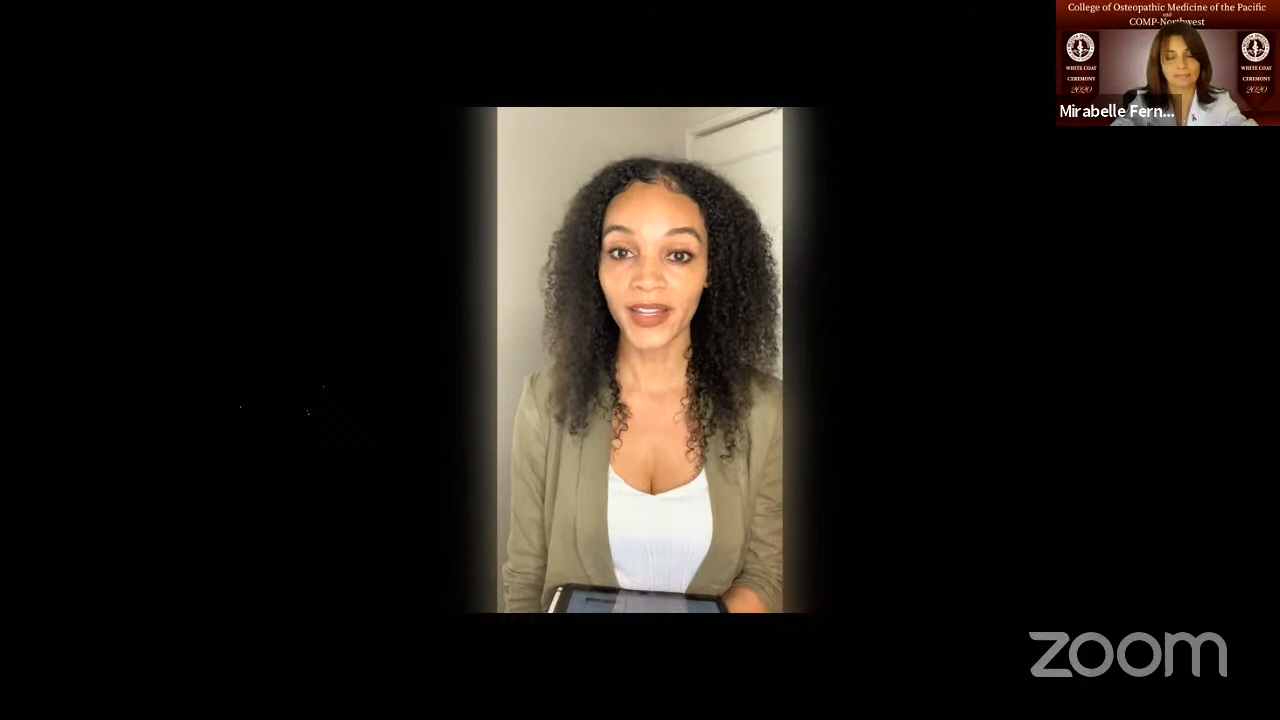 College of Osteopathic Medicine of the Pacific
and
COMP-Northwest
WHITE COAT
CEREMONY
2020
WHITE COAT
CEREMONY
2020
Mirabelle Fern...
zoom